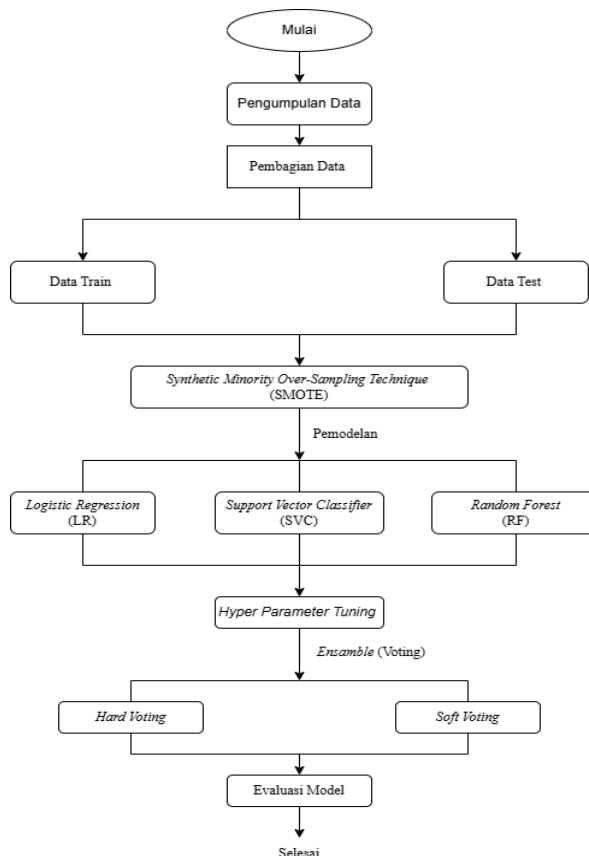 Mulai
Pengumpulan Data
Pembagian Data
Data Train
Data Test
Synthetic Minority Over-Sampling Technique
(SMOTE)
Pemodelan
Logistic Regression
(LR)
Support Vector Classifier
(SVC)
Random Forest
(RF)
Hyper Parameter Tuning
Ensamble (Voting)
Hard Voting
Soft Voting
Evaluasi Model
Selesai